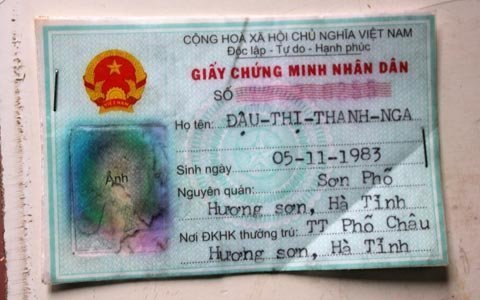 CỘNG HOÀ XÃ HỘI CHỦ NGHĨA VIỆT NAM
Độc lập - Tự do - Hạnh phúc
GIẤY CHỨNG MINH NHÂN DÂN
SỐ
Họ tên: ĐẬU-THỊ-THANH-NGA
Sinh ngày 05-11-1983
Nguyên quán: Sơn Phố
Hương sơn, Hà Tĩnh
Nơi ĐKHK thường trú: TT Phố Châu
Hương sơn, Hà Tĩnh
VIỆT NAM
Ảnh